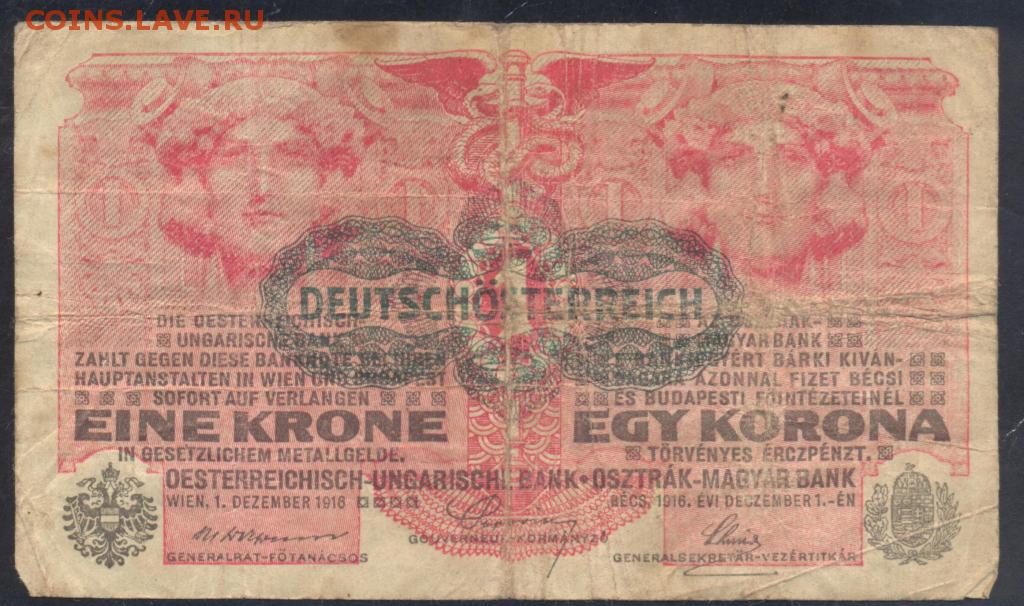 COINS.LAVE.RU
1 1
DEUTSCHÖSTERREICH
DIE OESTERREICHISCH
UNGARISCHE BANK
ZAHLT GEGEN DIESE BANKNOTE BEI IHREN
HAUPTANSTALTEN IN WIEN UND BUDAPEST
SOFORT AUF VERLANGEN
EINE KRONE
IN GESETZLICHEM METALLGELDE.
MAGYAR BANK
BÁRKI KIVÁN-
AZONNAL FIZET BÉCSI
ÉS BUDAPESTI FŐINTÉZETEINÉL
EGY KORONA
TÖRVÉNYES ÉRCZPÉNZT.
OESTERREICHISCH-UNGARISCHE BANK • OSZTRÁK-MAGYAR BANK
WIEN, 1. DEZEMBER 1916
BÉCS, 1916. ÉVI DECZEMBER 1.-ÉN
GENERALRAT-FŐTANÁCSOS
GOUVERNEUR-KORMÁNYZÓ
GENERALSEKRETÄR-VEZÉRTITKÁR